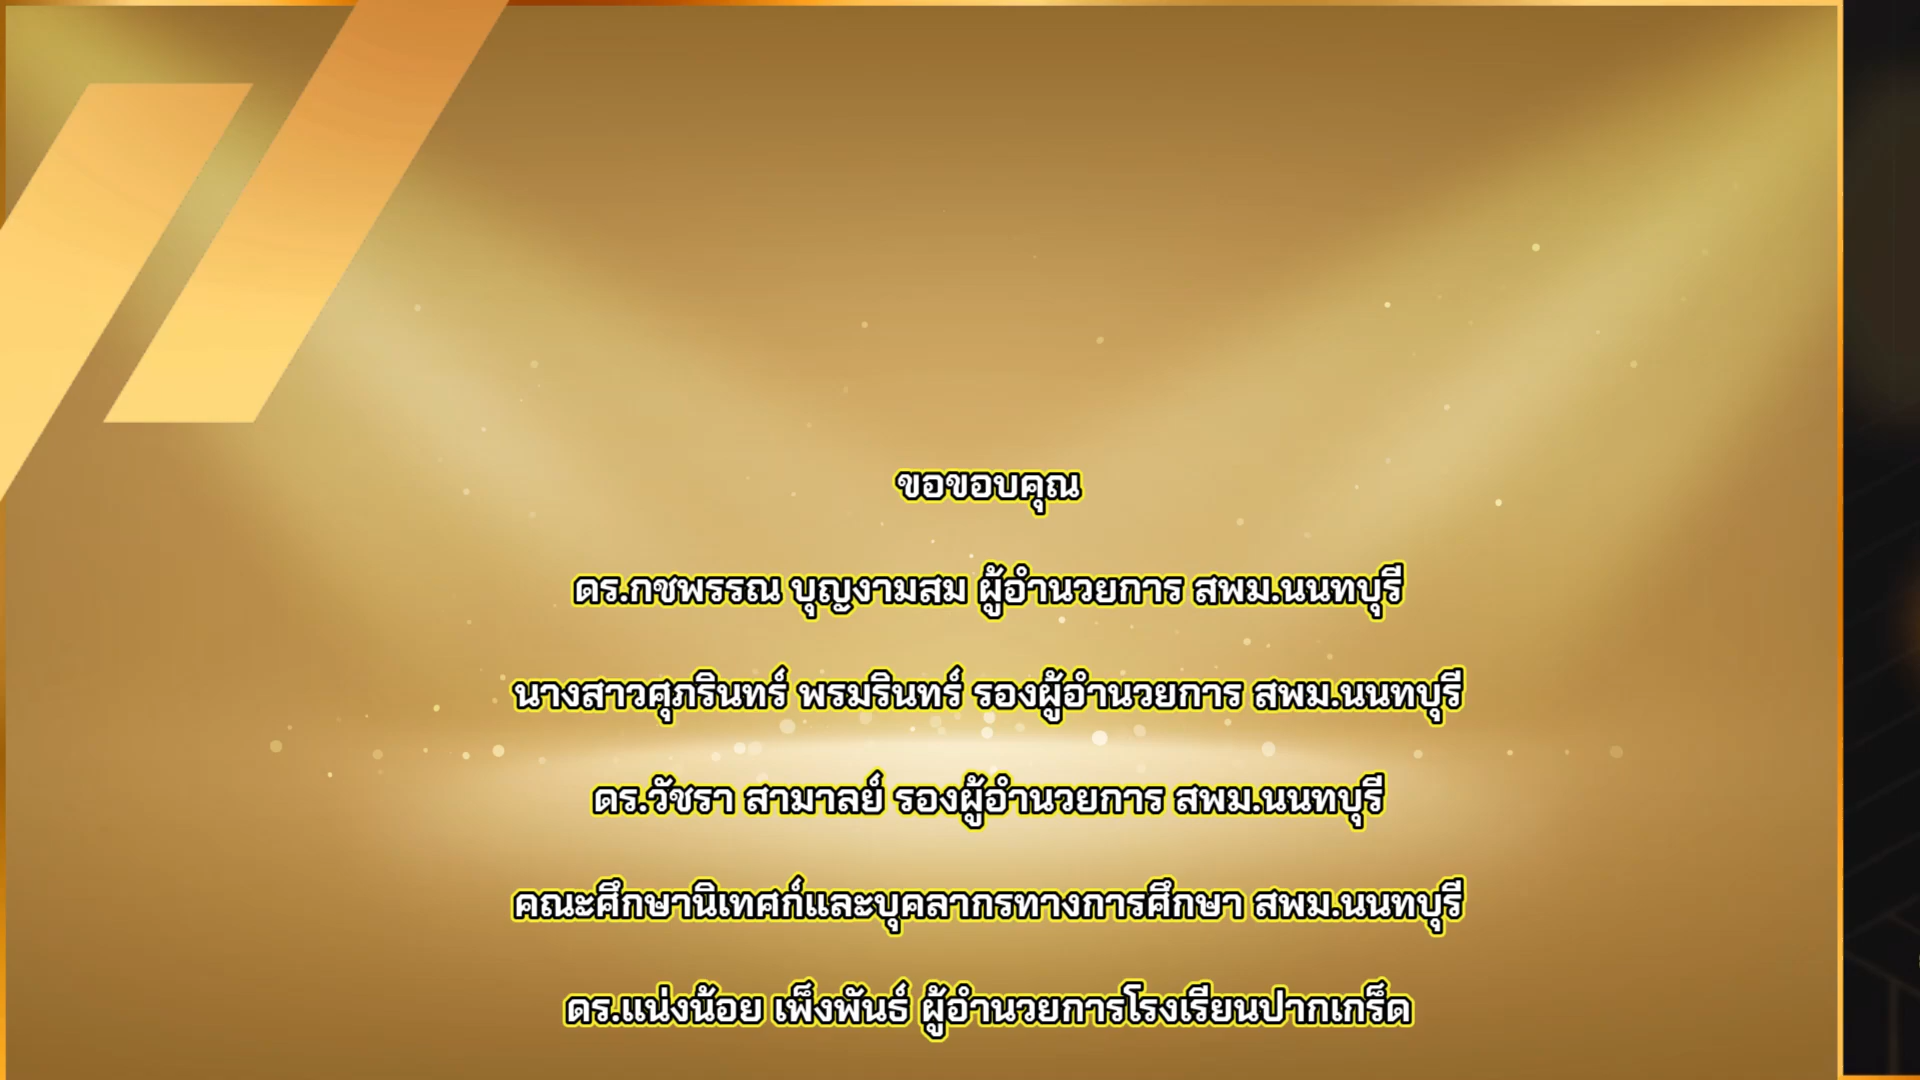 ขอขอบคุณ
ดร.กชพรรณ บุญงามสม ผู้อำนวยการ สพม.นนทบุรี
นางสาวศุภรินทร์ พรมรินทร์ รองผู้อำนวยการ สพม.นนทบุรี
ดร.วัชรา สามาลย์ รองผู้อำนวยการ สพม.นนทบุรี
คณะศึกษานิเทศก์และบุคลากรทางการศึกษา สพม.นนทบุรี
ดร.แน่งน้อย เพ็งพันธ์ ผู้อำนวยการโรงเรียนปากเกร็ด